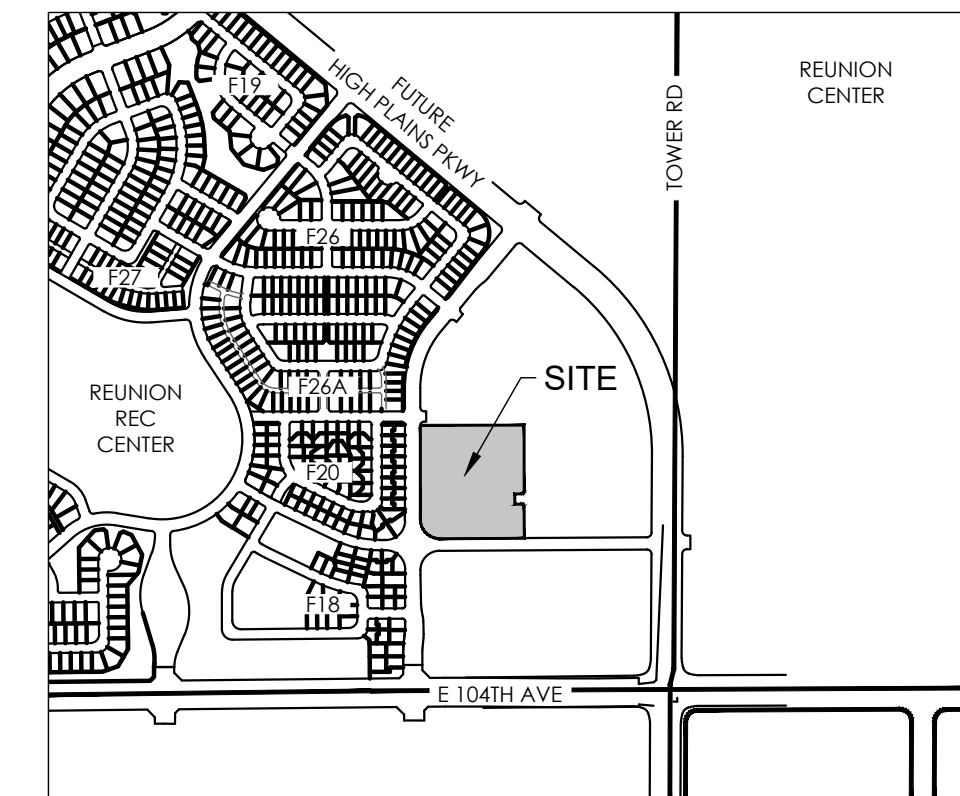 REUNION
CENTER
FUTURE
HIGH PLAINS PKWY
TOWER RD
F19
F26
F27
F26A
REUNION
REC
CENTER
SITE
F20
F18
E 104TH AVE